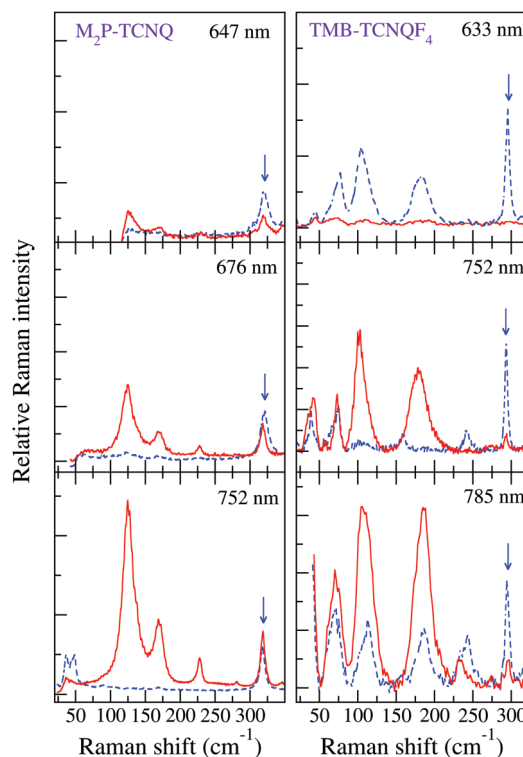 M₂P-TCNQ 647 nm
TMB-TCNQF₄ 633 nm
Relative Raman intensity
676 nm
752 nm
752 nm
785 nm
50 100 150 200 250 300
50 100 150 200 250 300
Raman shift (cm⁻¹)
Raman shift (cm⁻¹)